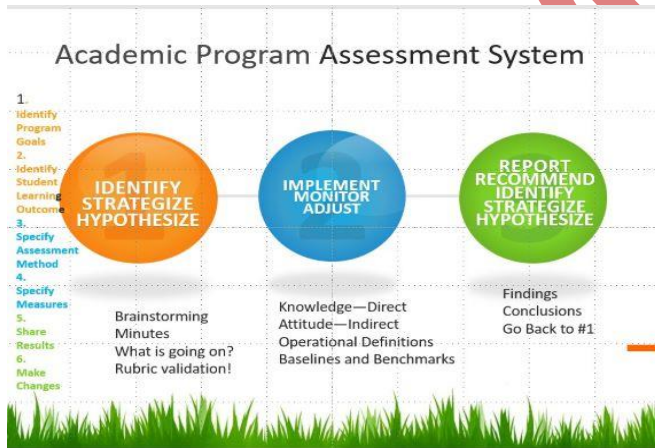 Academic Program Assessment System
1.
Identify
Program
Goals
2.
Identify
Student
Learning
Outcome
3.
Specify
Assessment
Method
4.
Specify
Measures
5.
Share
Results
6.
Make
Changes
1
IDENTIFY
STRATEGIZE
HYPOTHESIZE
Brainstorming
Minutes
What is going on?
Rubric validation!
2
IMPLEMENT
MONITOR
ADJUST
Knowledge—Direct
Attitude—Indirect
Operational Definitions
Baselines and Benchmarks
3
REPORT
RECOMMEND
IDENTIFY
STRATEGIZE
HYPOTHESIZE
Findings
Conclusions
Go Back to #1